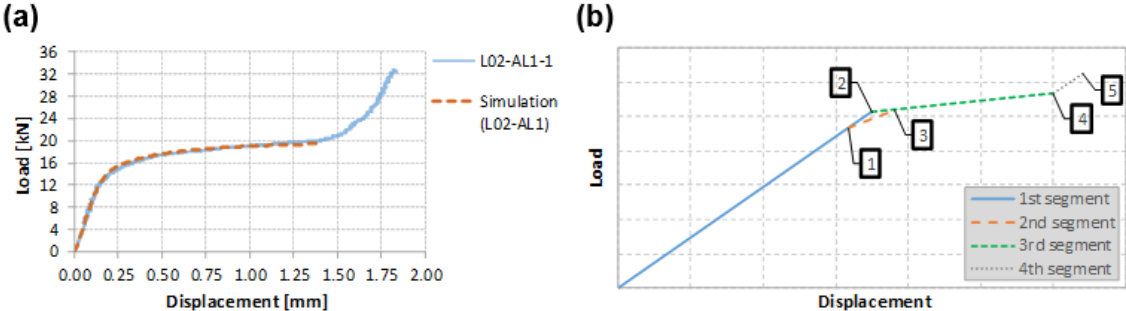 (a)
36
32
28
24
20
16
12
8
4
0
Load [kN]
0.00 0.25 0.50 0.75 1.00 1.25 1.50 1.75 2.00
Displacement [mm]
L02-AL1-1
Simulation
(L02-AL1)
(b)
Load
2
1
3
4
5
1st segment
2nd segment
3rd segment
4th segment
Displacement